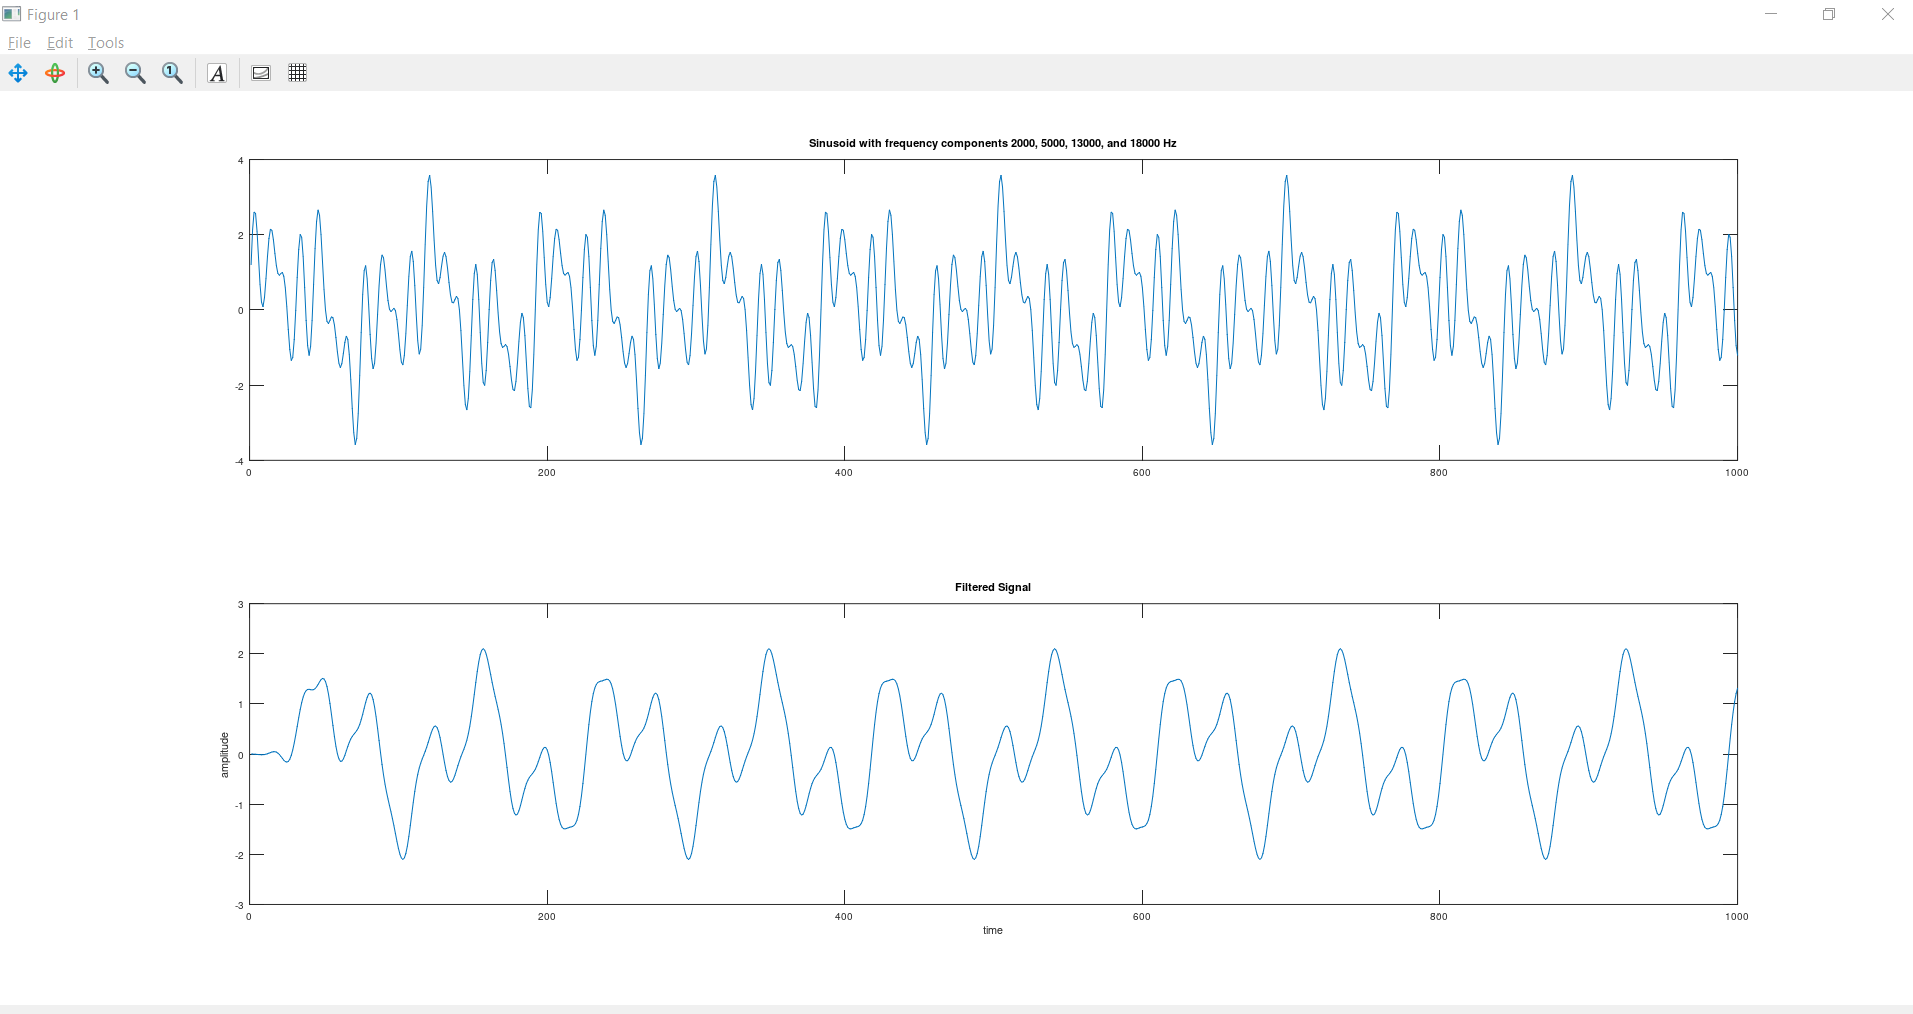 Figure 1
File Edit Tools
1 A
Sinusoid with frequency components 2000, 5000, 13000, and 18000 Hz
4
2
0
-2
-4
0 200 400 600 800 1000
Filtered Signal
3
2
1
0
-1
-2
-3
amplitude
0 200 400 600 800 1000
time